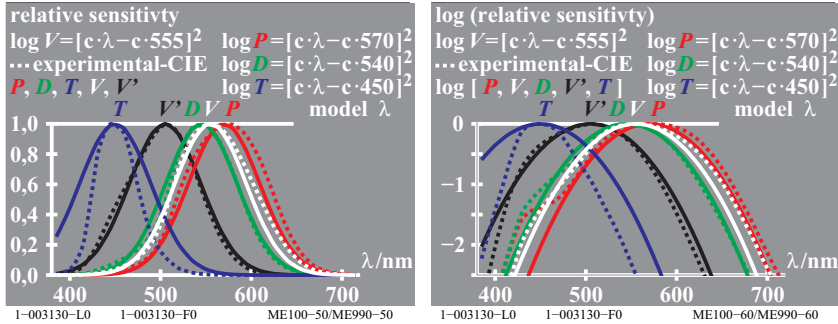 relative sensitivty
log V=[c·λ−c·555]² log P=[c·λ−c·570]²
experimental-CIE log D=[c·λ−c·540]²
P, D, T, V, V' log T=[c·λ−c·450]²
T V' D V P model λ
1,0
0,8
0,6
0,4
0,2
0,0
λ/nm
400 500 600 700
1-003130-L0 1-003130-F0 ME100-50/ME990-50
log (relative sensitivity)
log V=[c·λ−c·555]² log P=[c·λ−c·570]²
experimental-CIE log D=[c·λ−c·540]²
log [ P, V, D, V', T] log T=[c·λ−c·450]²
T V' D V P model λ
0
−1
−2
λ/nm
400 500 600 700
1-003130-L0 1-003130-F0 ME100-60/ME990-60